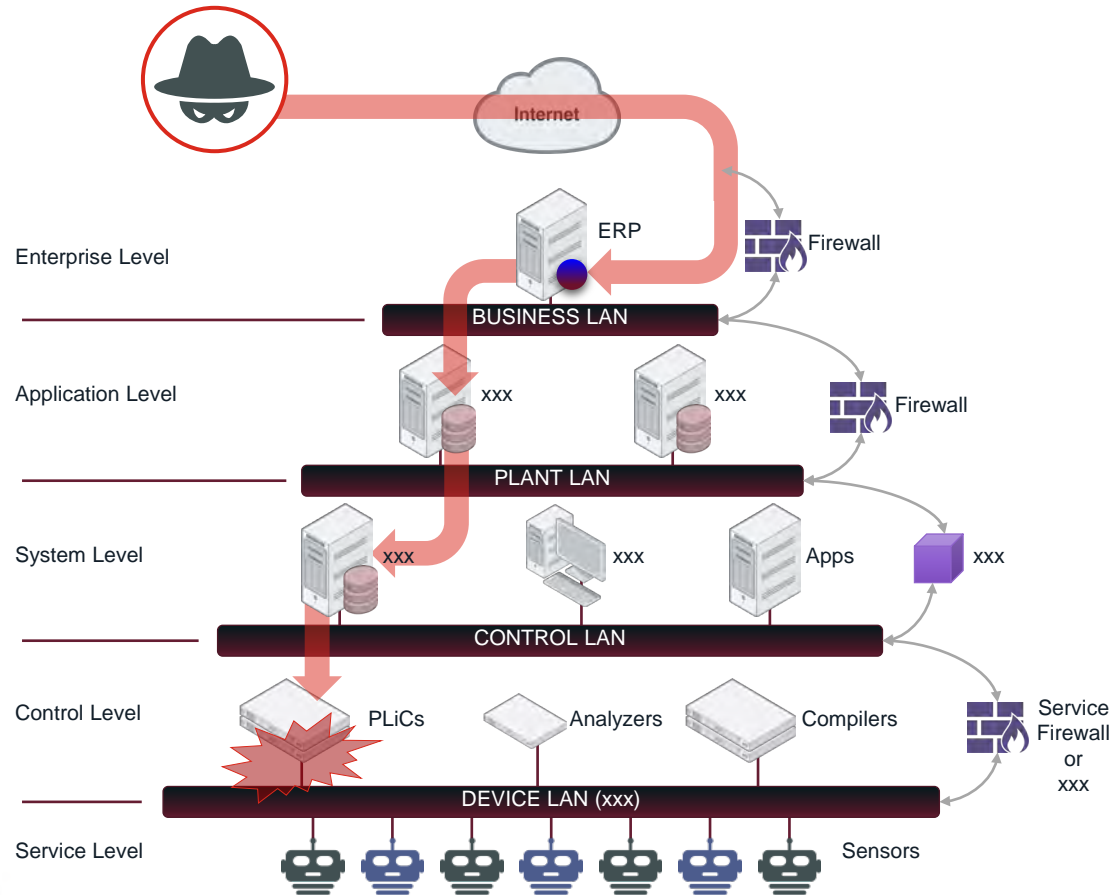 Internet
ERP
Enterprise Level
Firewall
BUSINESS LAN
Application Level
xxx
xxx
Firewall
PLANT LAN
System Level
xxx
xxx
Apps
xxx
CONTROL LAN
Control Level
PLiCs
Analyzers
Compilers
Service
Firewall
or
xxx
DEVICE LAN (xxx)
Service Level
Sensors